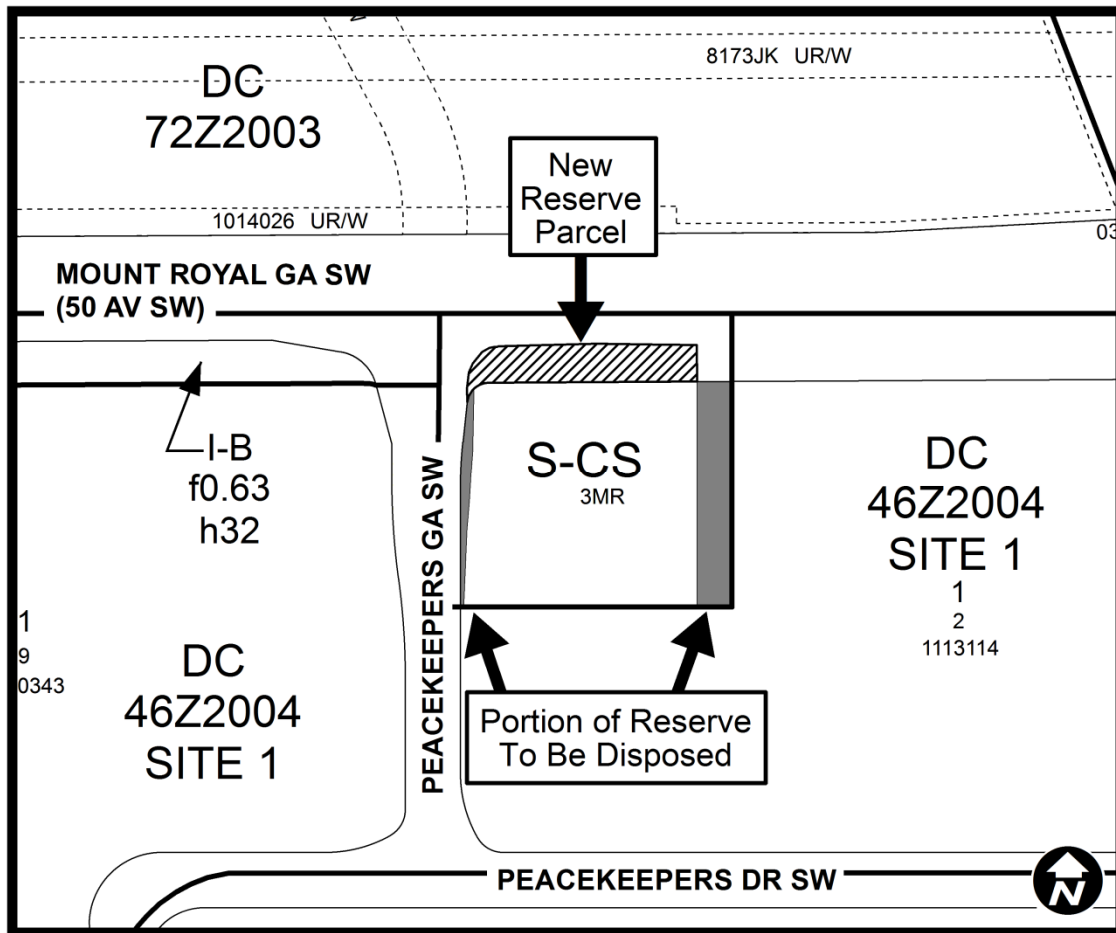 8173JK UR/W
DC
72Z2003
New
Reserve
Parcel
1014026 UR/W
03
MOUNT ROYAL GA SW
(50 AV SW)
I-B
f0.63
h32
S-CS
3MR
DC
46Z2004
SITE 1
1
2
1113114
PEACEKEEPERS GA SW
1
9
0343
DC
46Z2004
SITE 1
Portion of Reserve
To Be Disposed
PEACEKEEPERS DR SW
N